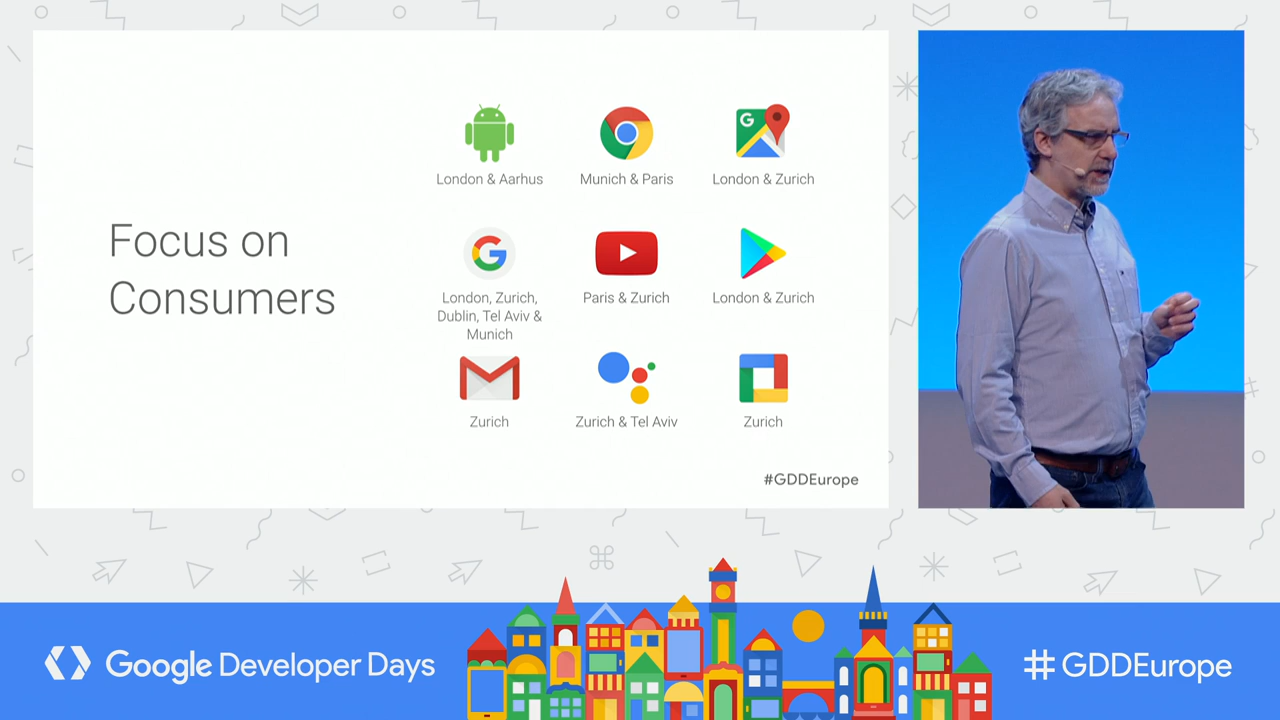 Focus on
Consumers
London & Aarhus
Munich & Paris
London & Zurich
G
G
London, Zurich,
Dublin, Tel Aviv &
Munich
Paris & Zurich
London & Zurich
Zurich
Zurich & Tel Aviv
Zurich
#GDDEurope
Google Developer Days
#GDDEurope